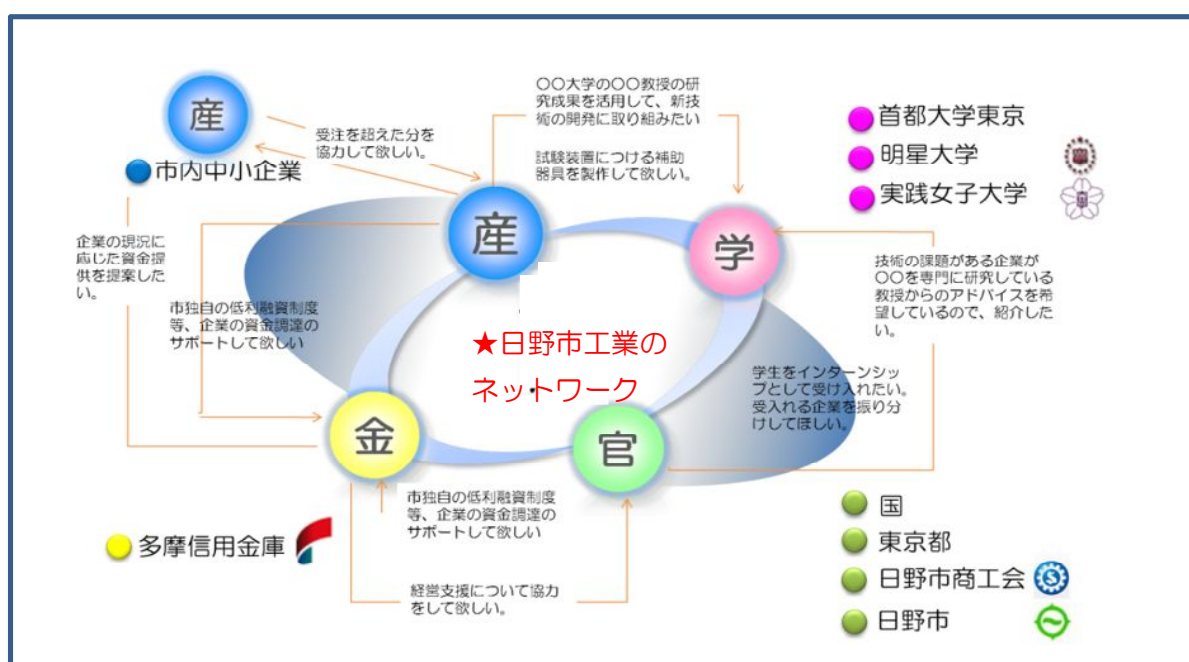 産
市内中小企業
受注を超えた分を
協力して欲しい。
〇〇大学の〇〇教授の研
究成果を活用して、新技
術の開発に取り組みたい
試験装置につける補助
器具を製作して欲しい。
首都大学東京
明星大学
実践女子大学
産
学
企業の現況に
応じた資金提
供を提案した
い。
市独自の低利融資制度
等、企業の資金調達の
サポートして欲しい
★日野市工業の
ネットワーク
技術の課題がある企業が
〇〇を専門に研究している
教授からのアドバイスを希
望しているので、紹介した
い。
学生をインターンシッ
プとして受け入れたい。
受入れる企業を振り分
けしてほしい。
金
官
市独自の低利融資制度
等、企業の資金調達の
サポートして欲しい
多摩信用金庫
経営支援について協力
をして欲しい。
国
東京都
日野市商工会
日野市